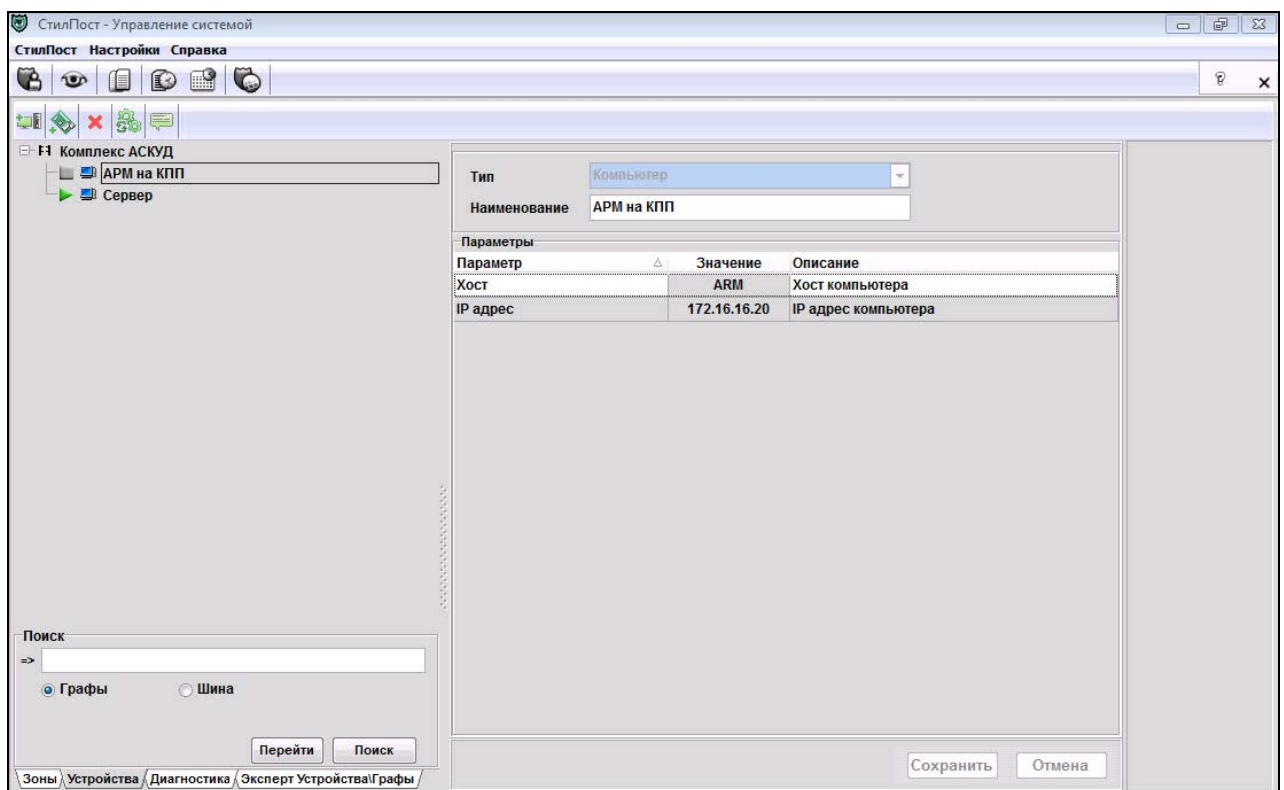 СтилПост - Управление системой
СтилПост Настройки Справка
Комплекс АСКУД
АРМ на КПП
Сервер
Тип Компьютер
Наименование АРМ на КПП
Параметры
Параметр Значение Описание
Хост ARM Хост компьютера
IP адрес 172.16.16.20 IP адрес компьютера
Поиск
=>
Графы Шина
Перейти Поиск
Сохранить Отмена
Зоны Устройства Диагностика Эксперт Устройства\Графы